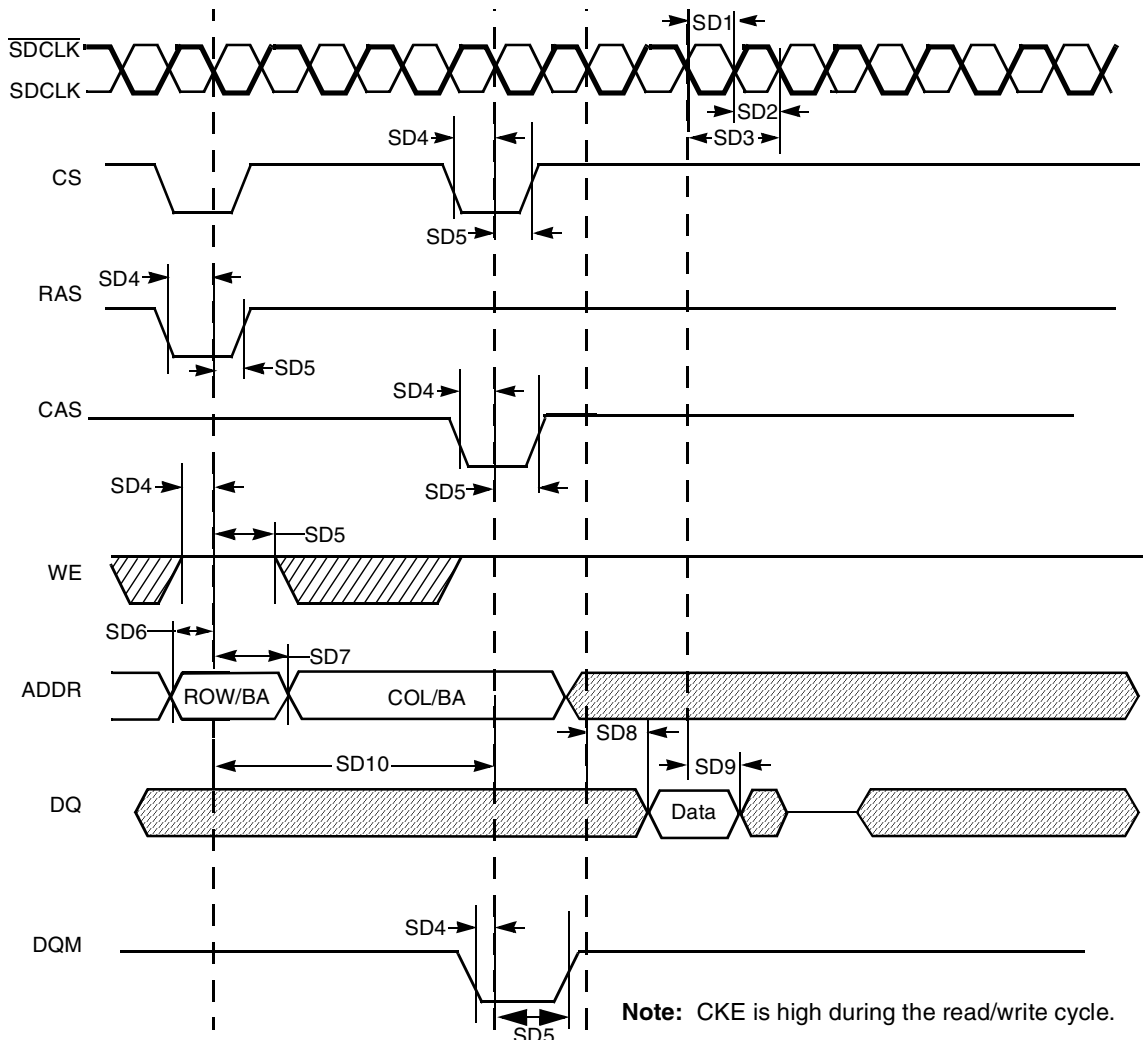 SD1
SDCLK
SDCLK
SD2
SD4
SD3
CS
SD5
SD4
RAS
SD5
SD4
CAS
SD4
SD5
SD5
WE
SD6
SD7
ADDR
ROW/BA
COL/BA
SD8
SD10
SD9
DQ
Data
SD4
DQM
Note: CKE is high during the read/write cycle.
SD5